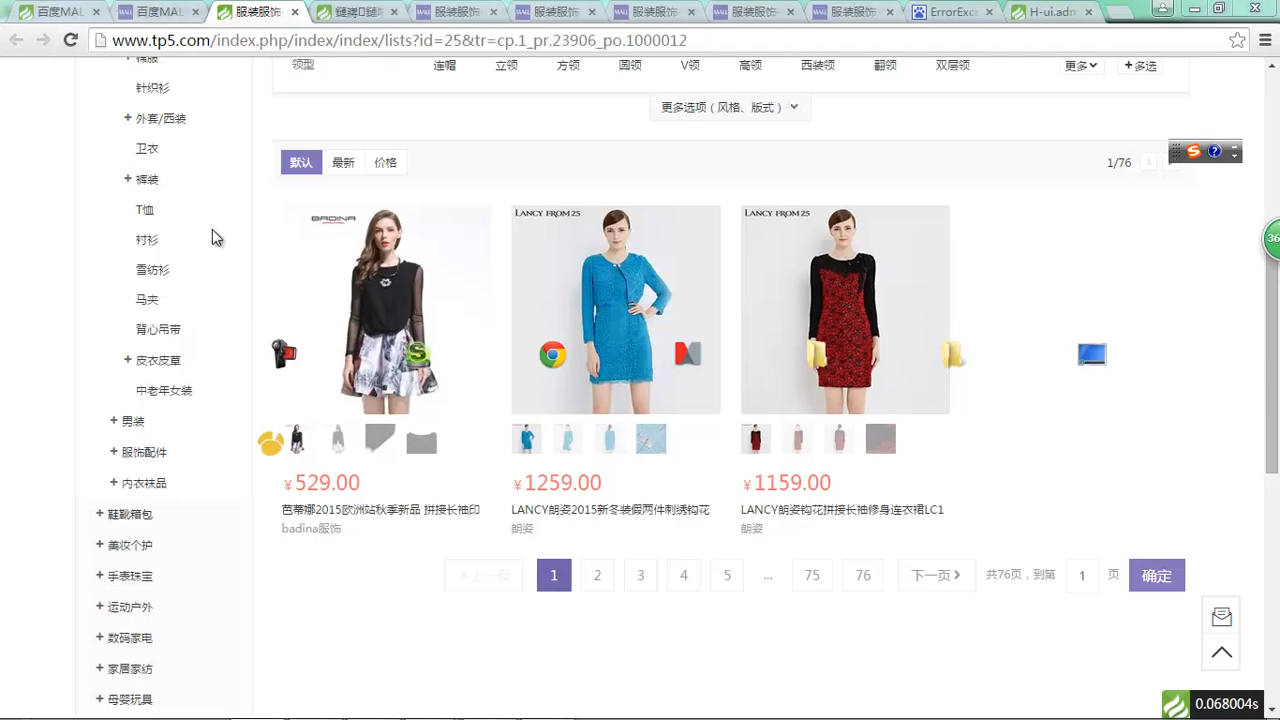 百度MAL
百度MAL
服装服饰
服装服饰
服装服饰
服装服饰
服装服饰
服装服饰
ErrorExce
H-ui.adm
www.tp5.com/index.php/index/index/lists?id=25&tr=cp.1_pr.23906_po.1000012
针织衫
+ 外套/西装
卫衣
+ 裤装
T恤
衬衫
雪纺衫
马夹
背心吊带
+ 皮衣皮草
中老年女装
+ 男装
+ 服饰配件
+ 内衣袜品
+ 鞋靴箱包
+ 美妆个护
+ 手表珠宝
+ 运动户外
+ 数码家电
+ 家居家纺
+ 母婴玩具
领型 连帽 立领 方领 圆领 V领 高领 西装领 翻领 双层领 更多 +多选
更多选项（风格、版式）
默认 最新 价格 1/76
BADINA
LANCY FROM 25
LANCY FROM 25
36
¥529.00
芭蒂娜2015欧洲站秋季新品 拼接长袖印
badina服饰
¥1259.00
LANCY朗姿2015新冬装假两件刺绣钩花
朗姿
¥1159.00
LANCY朗姿钩花拼接长袖修身连衣裙LC1
朗姿
上一页 1 2 3 4 5 ... 75 76 下一页 共76页，到第 1 页 确定
0.068004s